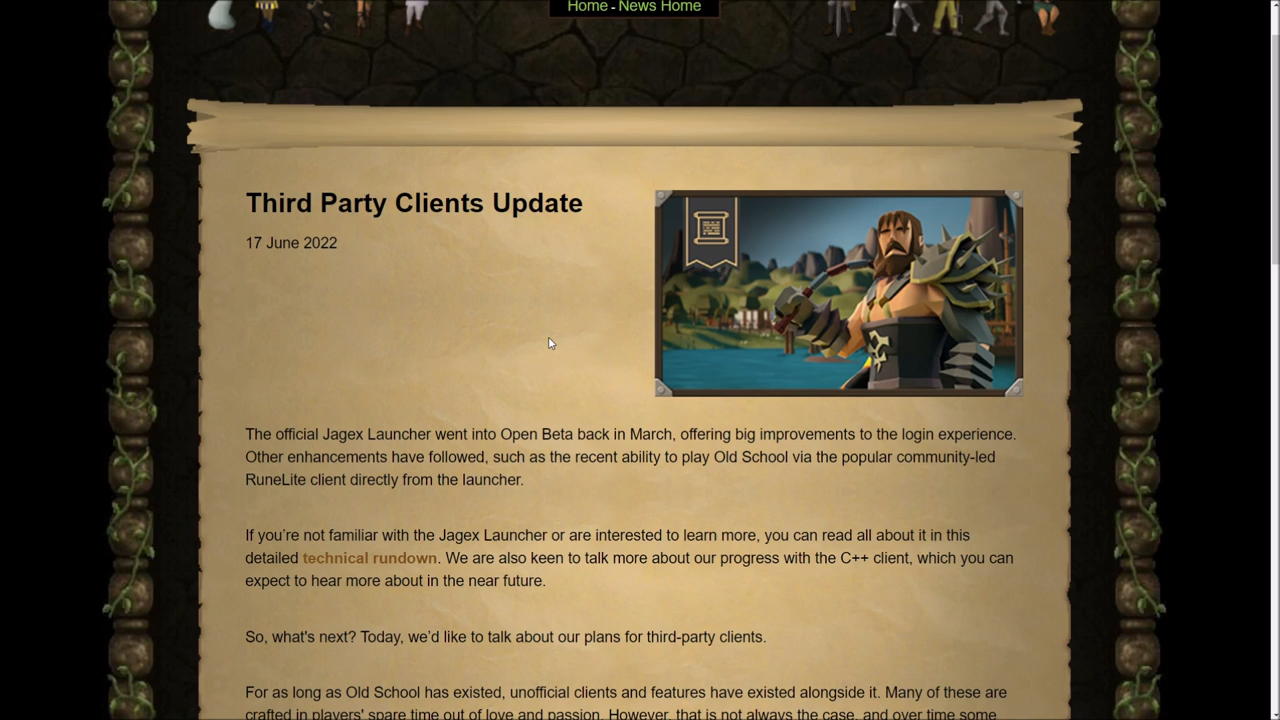 Home - News Home
Third Party Clients Update
17 June 2022
The official Jagex Launcher went into Open Beta back in March, offering big improvements to the login experience.
Other enhancements have followed, such as the recent ability to play Old School via the popular community-led
RuneLite client directly from the launcher.
If you’re not familiar with the Jagex Launcher or are interested to learn more, you can read all about it in this
detailed technical rundown. We are also keen to talk more about our progress with the C++ client, which you can
expect to hear more about in the near future.
So, what's next? Today, we’d like to talk about our plans for third-party clients.
For as long as Old School has existed, unofficial clients and features have existed alongside it. Many of these are
crafted in players' spare time out of love and passion. However, that is not always the case, and over time some